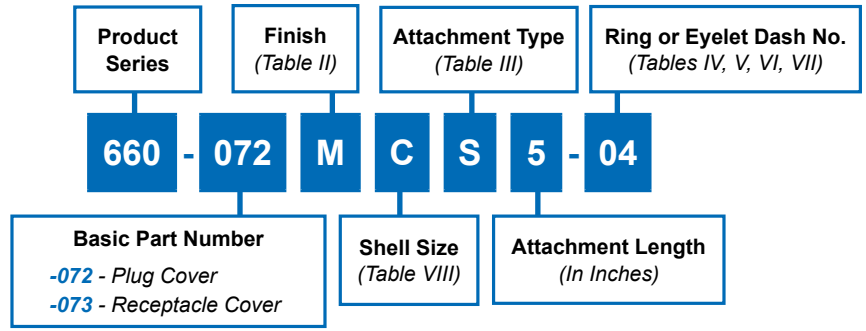 Product
Series
Finish
(Table II)
Attachment Type
(Table III)
Ring or Eyelet Dash No.
(Tables IV, V, VI, VII)
660 - 072 M C S 5 - 04
Basic Part Number
-072 - Plug Cover
-073 - Receptacle Cover
Shell Size
(Table VIII)
Attachment Length
(In Inches)